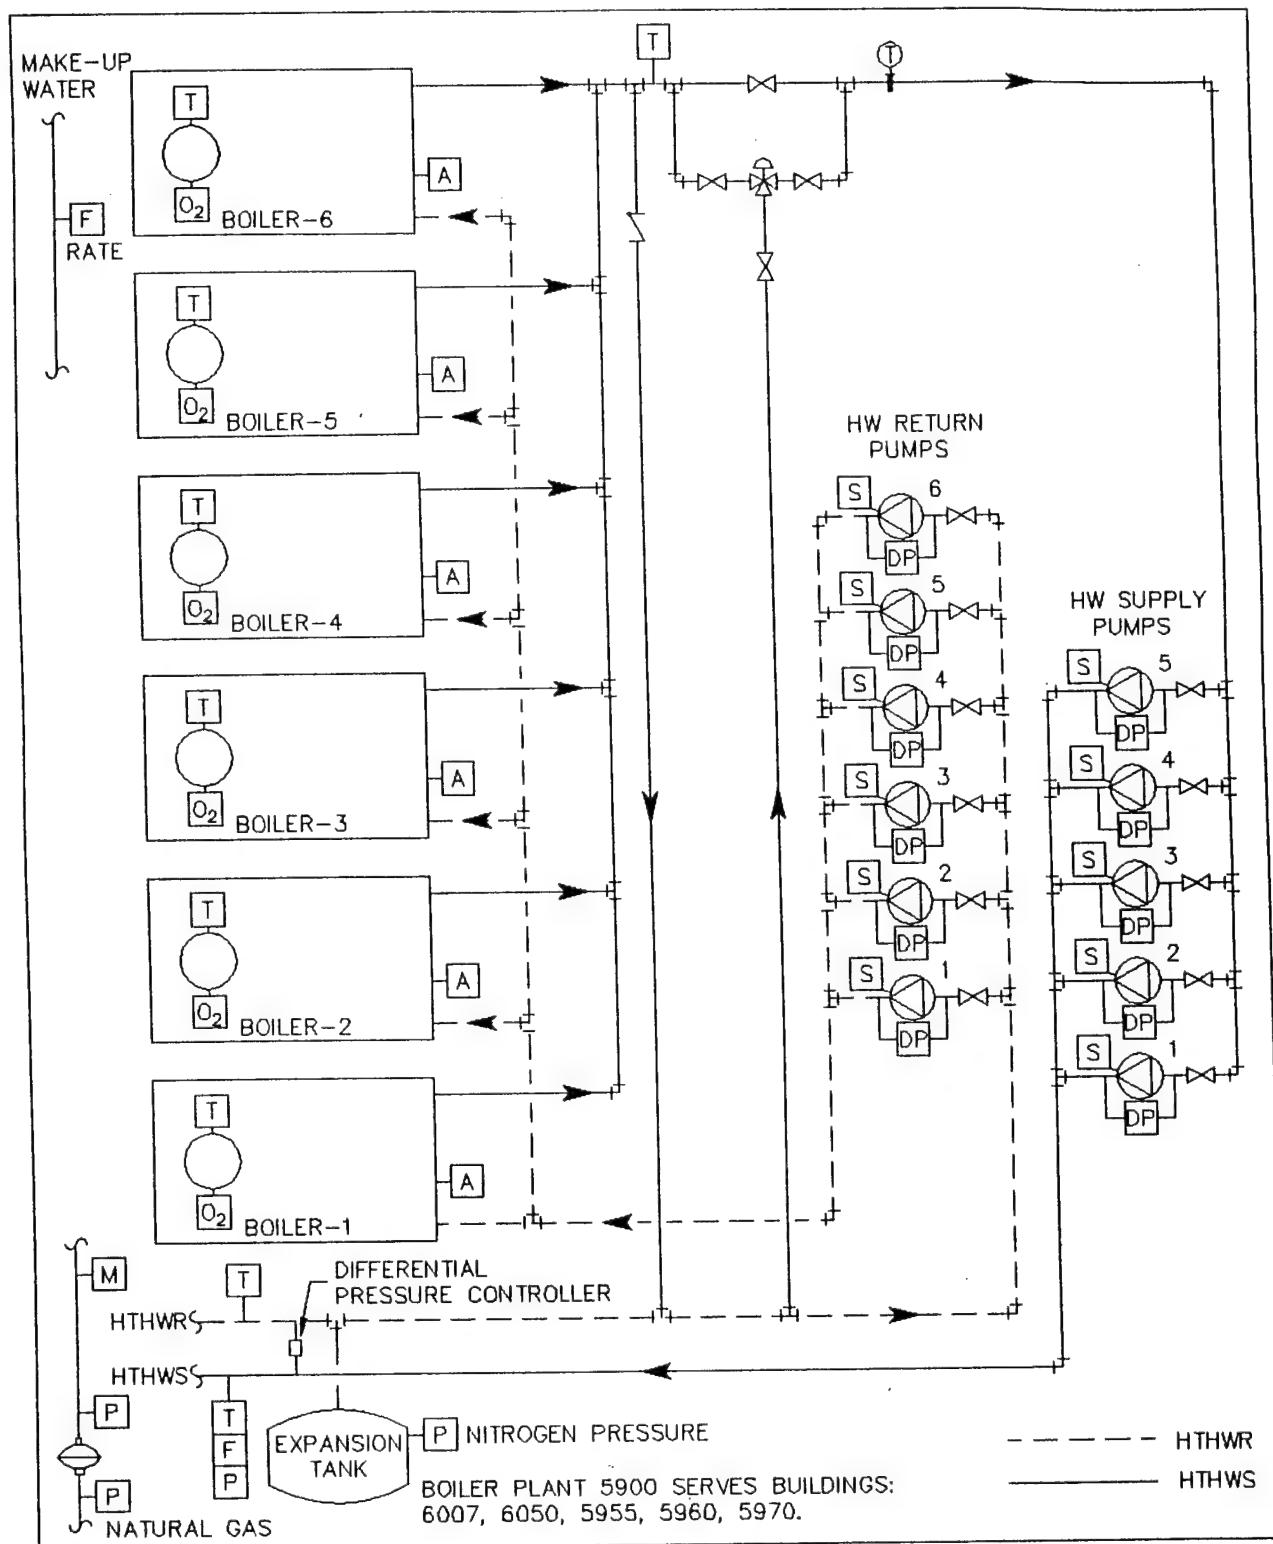 MAKE-UP
WATER
T
T
T
A
O2
BOILER-6
F
RATE
T
A
O2
BOILER-5
HW RETURN
PUMPS
T
A
O2
BOILER-4
S
6
DP
S
5
DP
HW SUPPLY
PUMPS
S
4
DP
S
5
DP
T
A
O2
BOILER-3
S
3
DP
S
4
DP
S
2
DP
S
3
DP
T
A
O2
BOILER-2
S
1
DP
S
2
DP
S
1
DP
T
A
O2
BOILER-1
M
T
DIFFERENTIAL
PRESSURE CONTROLLER
HTHWR
HTHWS
P
T
F
P
EXPANSION
TANK
P
NITROGEN PRESSURE
HTHWR
HTHWS
P
NATURAL GAS
BOILER PLANT 5900 SERVES BUILDINGS:
6007, 6050, 5955, 5960, 5970.